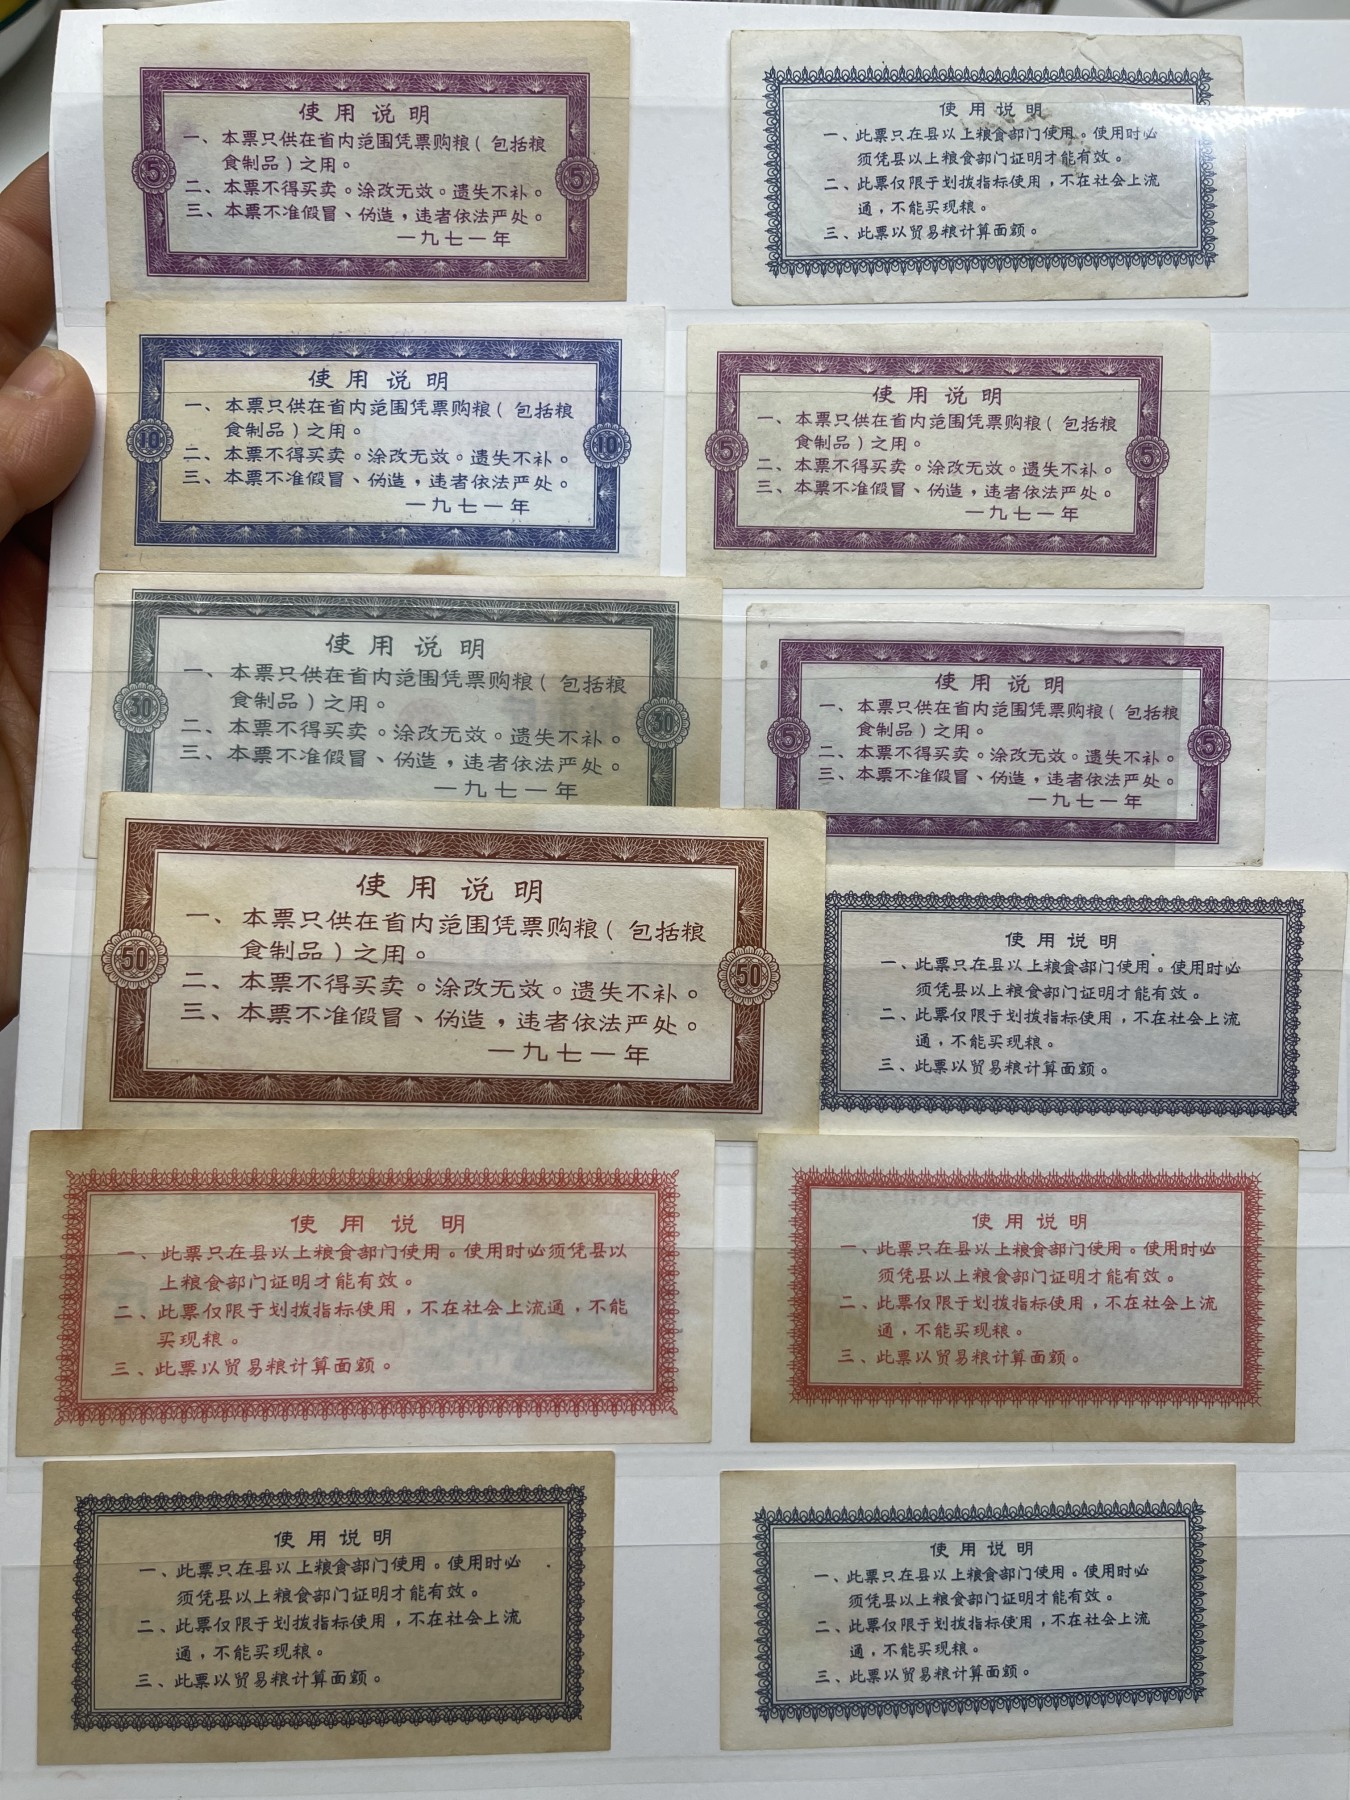 使用说明
一、本票只供在省内范围凭票购粮（包括粮
食制品）之用。
二、本票不得买卖。涂改无效。遗失不补。
三、本票不准假冒、伪造，违者依法严处。
一九七一年
5
5
使用说明
一、此票只在县以上粮食部门使用。使用时必
须凭县以上粮食部门证明才能有效。
二、此票仅限于划拨指标使用，不在社会上流
通，不能买现粮。
三、此票以贸易粮计算面额。
使用说明
一、本票只供在省内范围凭票购粮（包括粮
食制品）之用。
二、本票不得买卖。涂改无效。遗失不补。
三、本票不准假冒、伪造，违者依法严处。
一九七一年
10
10
使用说明
一、本票只供在省内范围凭票购粮（包括粮
食制品）之用。
二、本票不得买卖。涂改无效。遗失不补。
三、本票不准假冒、伪造，违者依法严处。
一九七一年
5
5
使用说明
一、本票只供在省内范围凭票购粮（包括粮
食制品）之用。
二、本票不得买卖。涂改无效。遗失不补。
三、本票不准假冒、伪造，违者依法严处。
一九七一年
30
30
使用说明
一、本票只供在省内范围凭票购粮（包括粮
食制品）之用。
二、本票不得买卖。涂改无效。遗失不补。
三、本票不准假冒、伪造，违者依法严处。
一九七一年
5
5
使用说明
一、本票只供在省内范围凭票购粮（包括粮
食制品）之用。
二、本票不得买卖。涂改无效。遗失不补。
三、本票不准假冒、伪造，违者依法严处。
一九七一年
50
50
使用说明
一、此票只在县以上粮食部门使用。使用时必
须凭县以上粮食部门证明才能有效。
二、此票仅限于划拨指标使用，不在社会上流
通，不能买现粮。
三、此票以贸易粮计算面额。
使用说明
一、此票只在县以上粮食部门使用。使用时必须凭县以
上粮食部门证明才能有效。
二、此票仅限于划拨指标使用，不在社会上流通，不能
买现粮。
三、此票以贸易粮计算面额。
使用说明
一、此票只在县以上粮食部门使用。使用时必
须凭县以上粮食部门证明才能有效。
二、此票仅限于划拨指标使用，不在社会上流
通，不能买现粮。
三、此票以贸易粮计算面额。
使用说明
一、此票只在县以上粮食部门使用。使用时必
须凭县以上粮食部门证明才能有效。
二、此票仅限于划拨指标使用，不在社会上流
通，不能买现粮。
三、此票以贸易粮计算面额。
使用说明
一、此票只在县以上粮食部门使用。使用时必
须凭县以上粮食部门证明才能有效。
二、此票仅限于划拨指标使用，不在社会上流
通，不能买现粮。
三、此票以贸易粮计算面额。